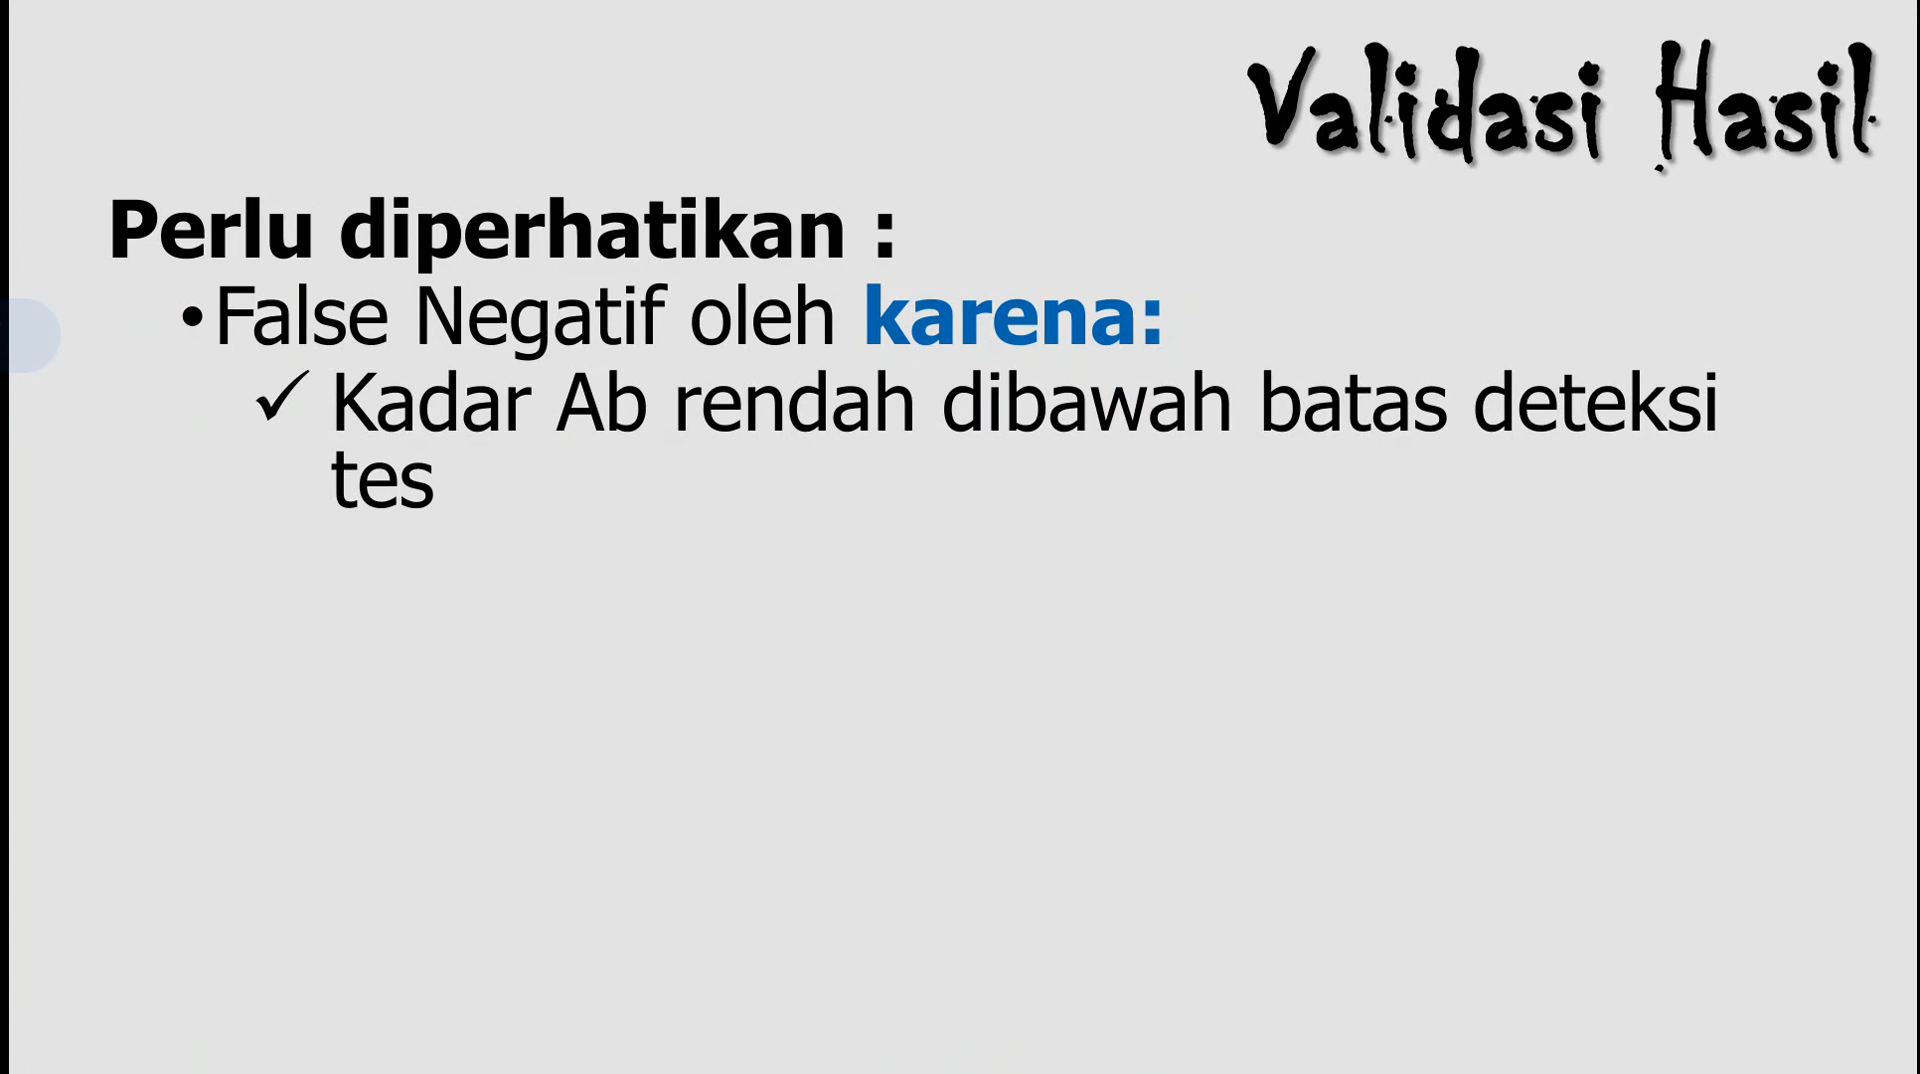 Validasi Hasil
Perlu diperhatikan :
•False Negatif oleh karena:
✓ Kadar Ab rendah dibawah batas deteksi
tes